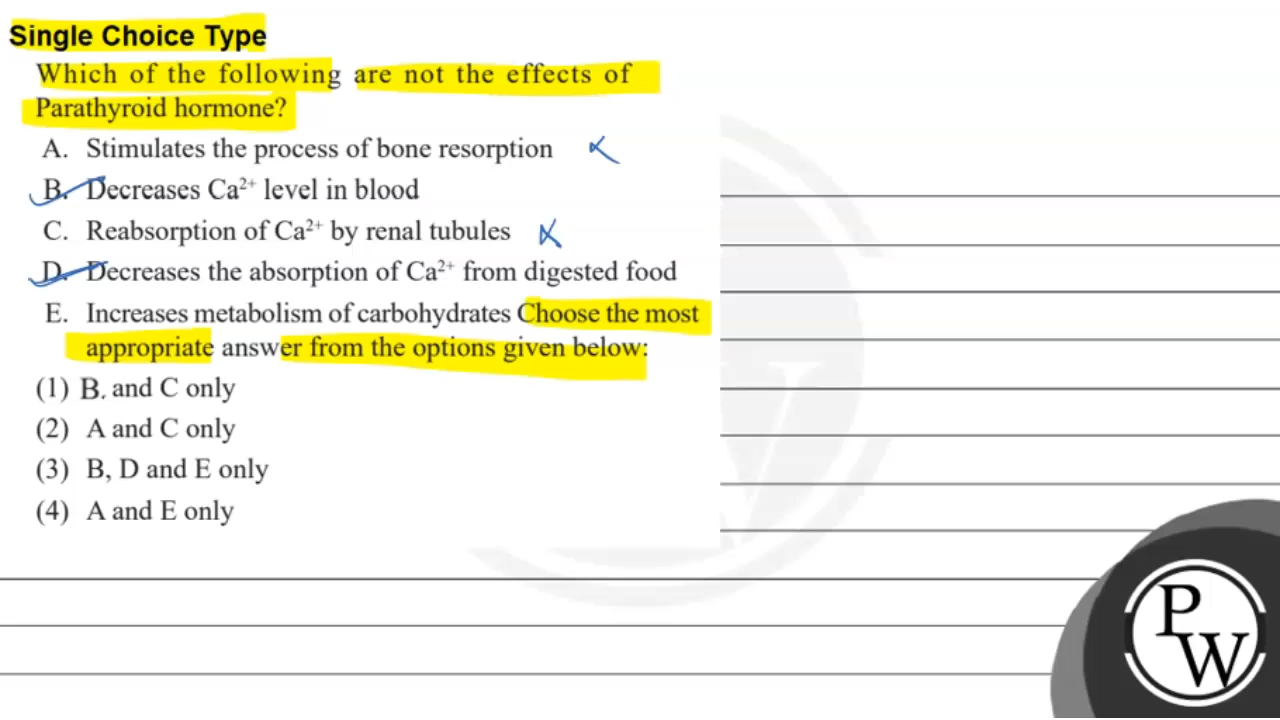 Single Choice Type
Which of the following are not the effects of
Parathyroid hormone?
A. Stimulates the process of bone resorption
B. Decreases Ca²⁺ level in blood
C. Reabsorption of Ca²⁺ by renal tubules
D. Decreases the absorption of Ca²⁺ from digested food
E. Increases metabolism of carbohydrates Choose the most
appropriate answer from the options given below:
(1) B. and C only
(2) A and C only
(3) B, D and E only
(4) A and E only
P
W